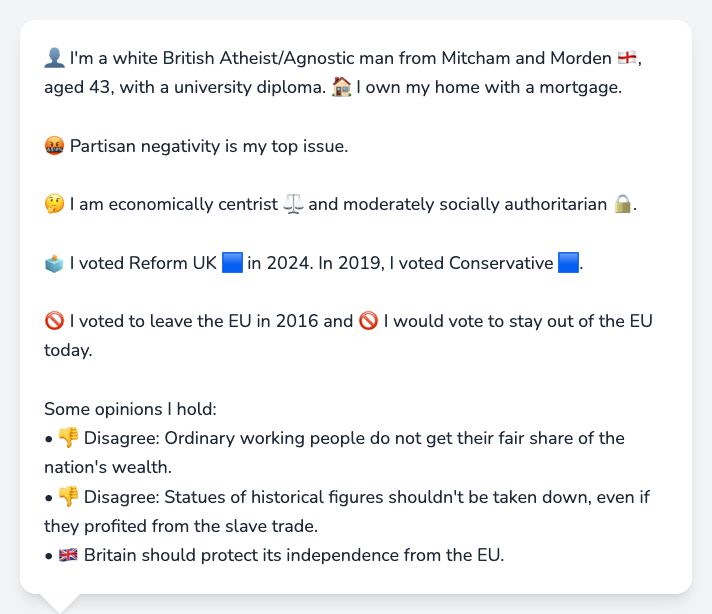 👤 I'm a white British Atheist/Agnostic man from Mitcham and Morden 🏴󠁧󠁢󠁥󠁮󠁧󠁿,
aged 43, with a university diploma. 🏠 I own my home with a mortgage.
🤬 Partisan negativity is my top issue.
🤔 I am economically centrist ⚖️ and moderately socially authoritarian 🔒.
🗳️ I voted Reform UK 🟦 in 2024. In 2019, I voted Conservative 🟦.
🚫 I voted to leave the EU in 2016 and 🚫 I would vote to stay out of the EU
today.
Some opinions I hold:
• 👎 Disagree: Ordinary working people do not get their fair share of the
nation's wealth.
• 👎 Disagree: Statues of historical figures shouldn't be taken down, even if
they profited from the slave trade.
• 🇬🇧 Britain should protect its independence from the EU.